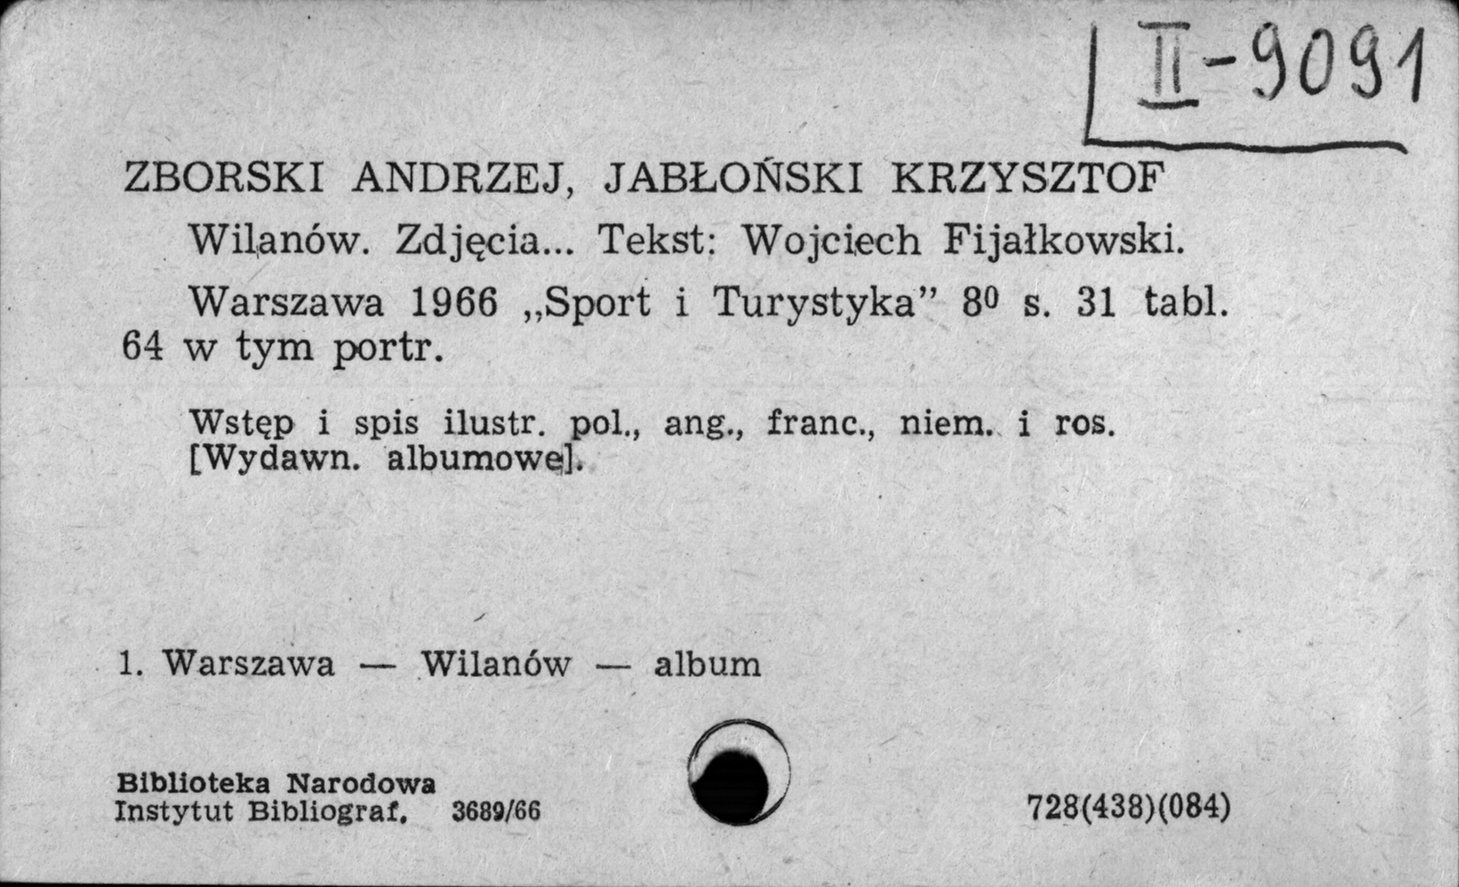 II-9091
ZBORSKI ANDRZEJ, JABŁOŃSKI KRZYSZTOF
Wilanów. Zdjęcia... Tekst: Wojciech Fijałkowski.
Warszawa 1966 „Sport i Turystyka” 8⁰ s. 31 tabl.
64 w tym portr.
Wstęp i spis ilustr. pol., ang., franc., niem. i ros.
[Wydawn. albumowe].
1. Warszawa — Wilanów — album
Biblioteka Narodowa
Instytut Bibliograf. 3689/66
728(438)(084)